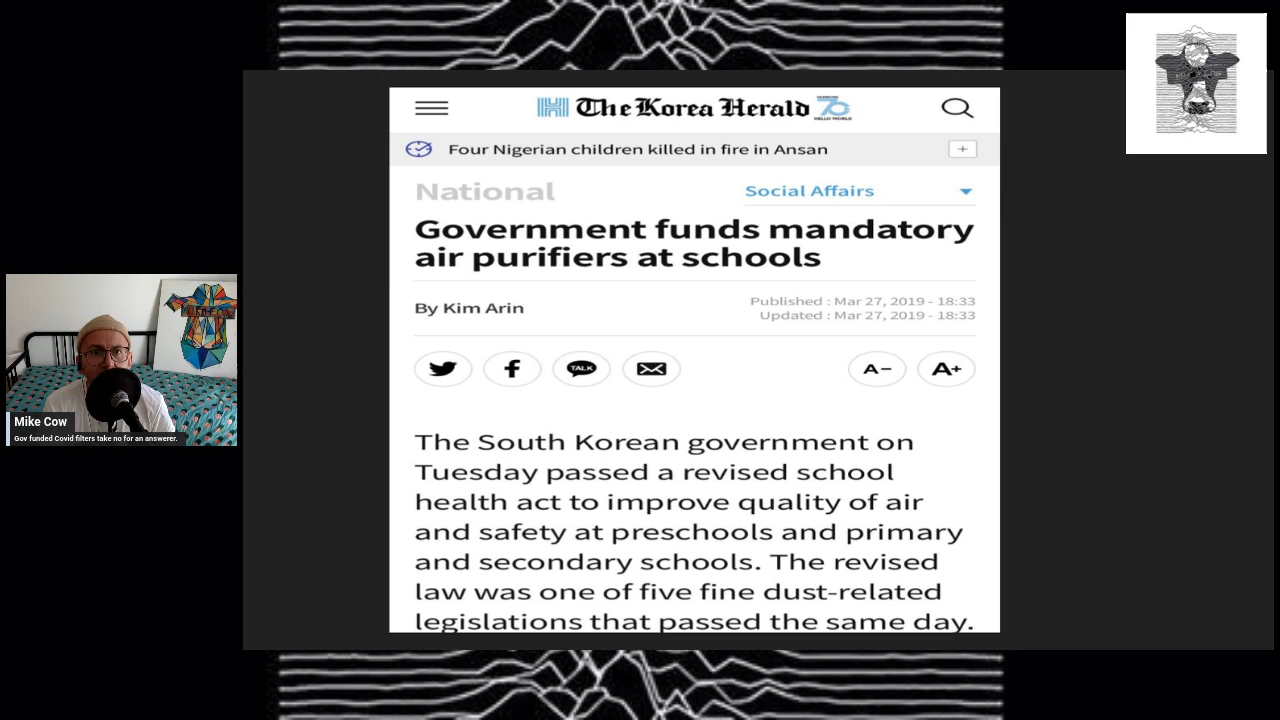 The Korea Herald
70
HELLO WORLD
Four Nigerian children killed in fire in Ansan
+
National
Social Affairs
Government funds mandatory
air purifiers at schools
By Kim Arin
Published : Mar 27, 2019 - 18:33
Updated : Mar 27, 2019 - 18:33
TALK
A−
A+
The South Korean government on
Tuesday passed a revised school
health act to improve quality of air
and safety at preschools and primary
and secondary schools. The revised
law was one of five fine dust-related
legislations that passed the same day.
Mike Cow
Gov funded Covid filters take no for an answerer.